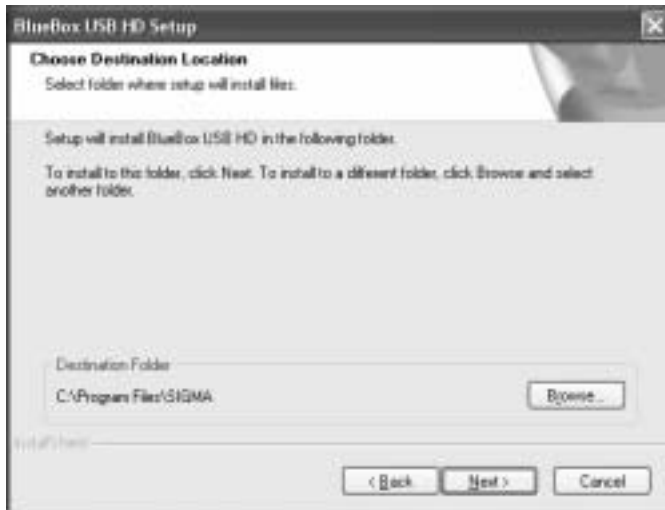 BlueBox USB HD Setup
Choose Destination Location
Select folder where setup will install files.
Setup will install BlueBox USB HD in the following folder.
To install to this folder, click Next. To install to a different folder, click Browse and select
another folder.
Destination Folder
C:\Program Files\SIGMA
Browse...
InstallShield
< Back
Next >
Cancel